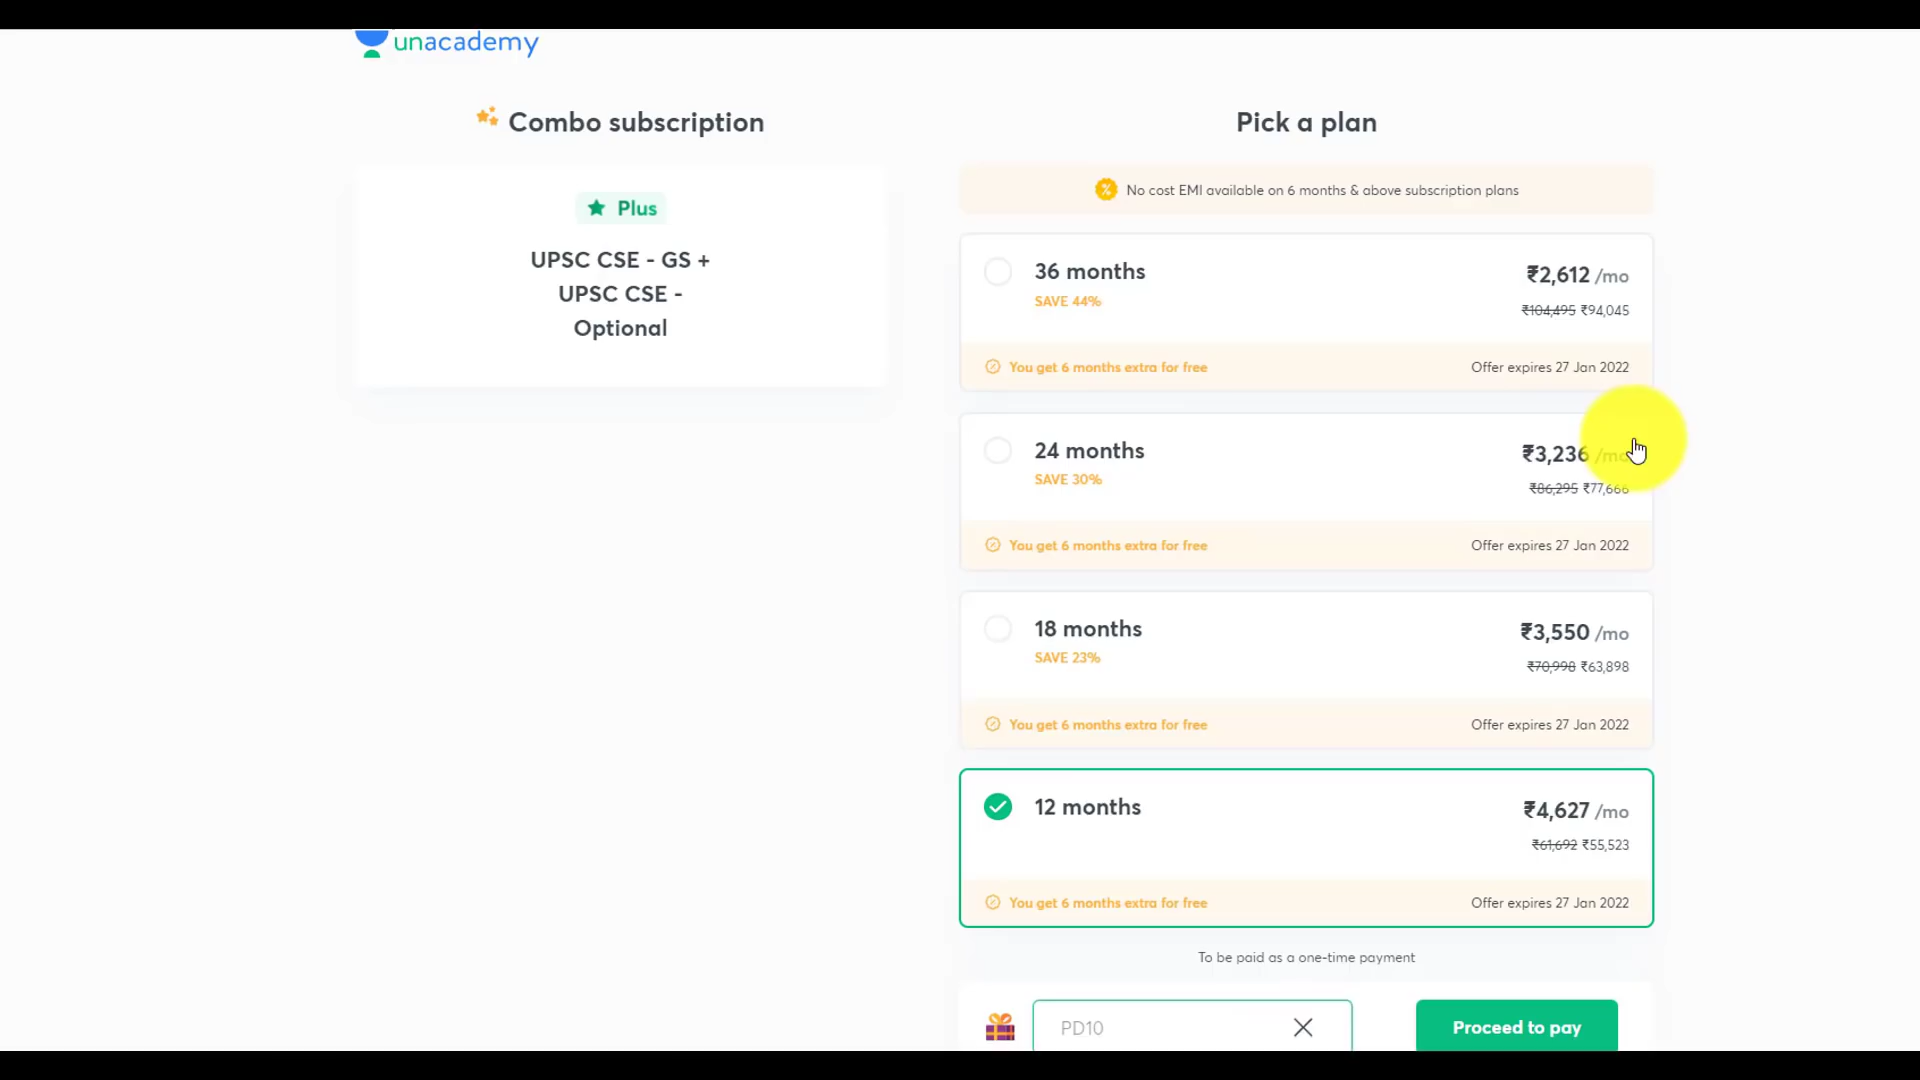 unacademy
Combo subscription
Plus
UPSC CSE - GS +
UPSC CSE -
Optional
Pick a plan
No cost EMI available on 6 months & above subscription plans
36 months
₹2,612 /mo
SAVE 44%
₹104,495 ₹94,045
You get 6 months extra for free
Offer expires 27 Jan 2022
24 months
₹3,236 /mo
SAVE 30%
₹86,295 ₹77,666
You get 6 months extra for free
Offer expires 27 Jan 2022
18 months
₹3,550 /mo
SAVE 23%
₹70,998 ₹63,898
You get 6 months extra for free
Offer expires 27 Jan 2022
12 months
₹4,627 /mo
₹61,692 ₹55,523
You get 6 months extra for free
Offer expires 27 Jan 2022
To be paid as a one-time payment
PD10
Proceed to pay